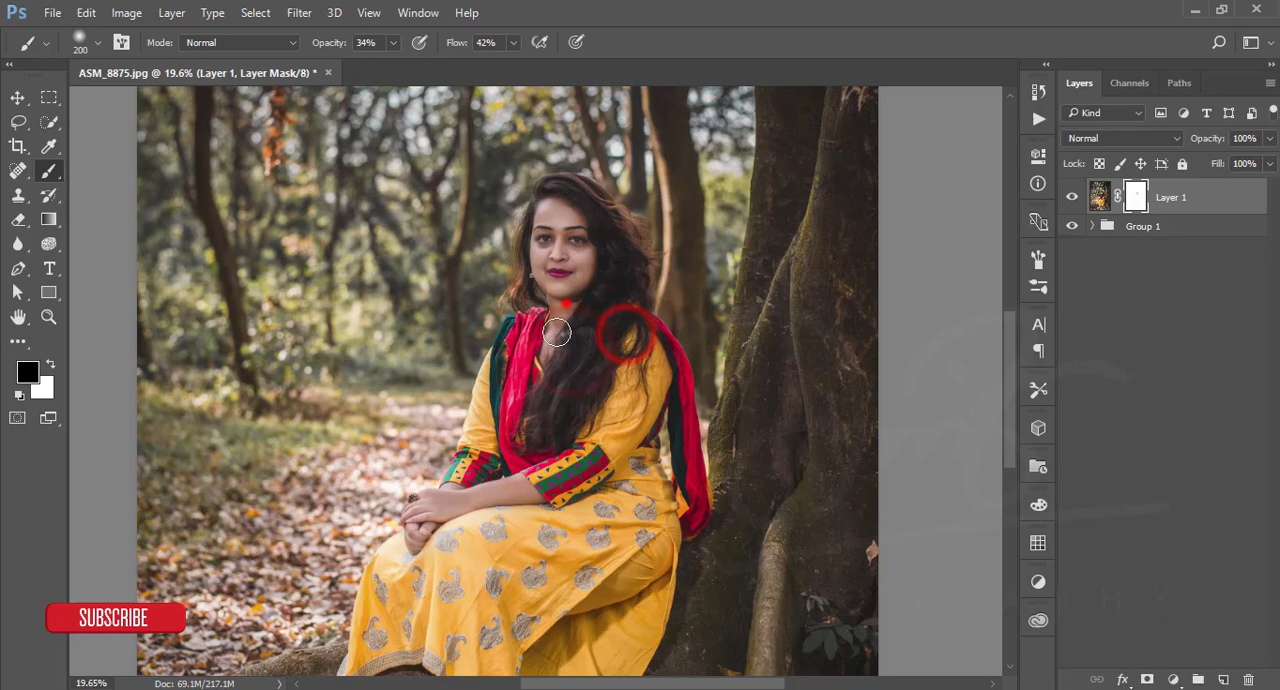 Ps File Edit Image Layer Type Select Filter 3D View Window Help
200 Mode: Normal Opacity: 34% Flow: 42%
ASM_8875.jpg @ 19.6% (Layer 1, Layer Mask/8) * ×
Layers Channels Paths
Kind
Normal Opacity: 100%
Lock: Fill: 100%
Layer 1
Group 1
SUBSCRIBE
19.65% Doc: 69.1M/217.1M